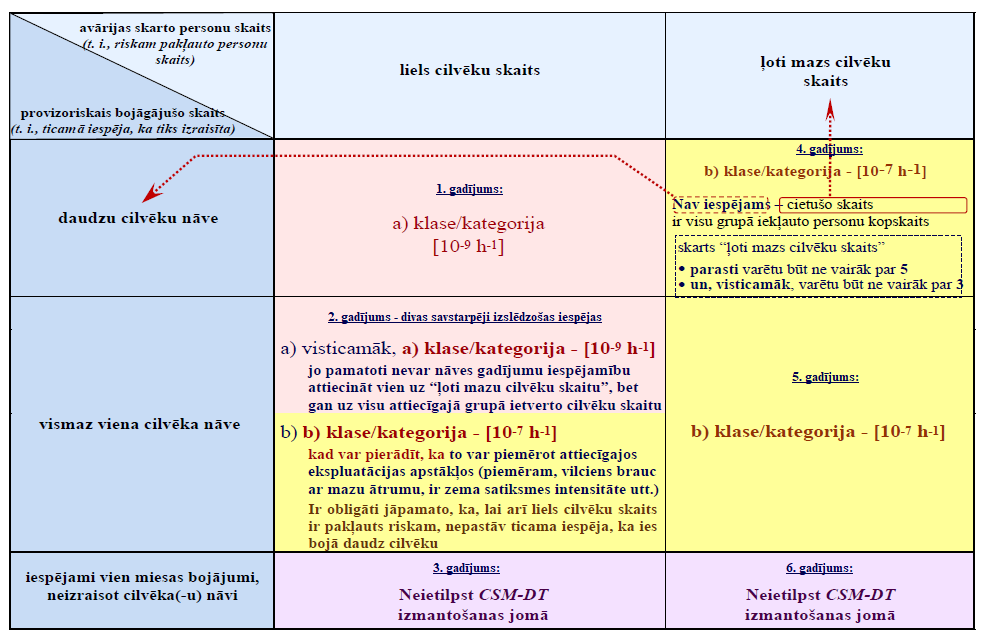 avārijas skarto personu skaits
(t. i., riskam pakļauto personu
skaits)
provizoriskais bojāgājušo skaits
(t. i., ticamā iespēja, ka tiks izraisīta)
liels cilvēku skaits
ļoti mazs cilvēku
skaits
daudzu cilvēku nāve
1. gadījums:
a) klase/kategorija
[10-9 h-1]
4. gadījums:
b) klase/kategorija - [10-7 h-1]
Nav iespējams – cietušo skaits
ir visu grupā iekļauto personu kopskaits
skarts “ļoti mazs cilvēku skaits”
• parasti varētu būt ne vairāk par 5
• un, visticamāk, varētu būt ne vairāk par 3
vismaz viena cilvēka nāve
2. gadījums - divas savstarpēji izslēdzošas iespējas
a) visticamāk, a) klase/kategorija - [10-9 h-1]
jo pamatoti nevar nāves gadījumu iespējamību
attiecināt vien uz “ļoti mazu cilvēku skaitu”, bet
gan uz visu attiecīgajā grupā ietverto cilvēku skaitu
b) b) klase/kategorija - [10-7 h-1]
kad var pierādīt, ka to var piemērot attiecīgajos
ekspluatācijas apstākļos (piemēram, vilciens brauc
ar mazu ātrumu, ir zema satiksmes intensitāte utt.)
Ir obligāti jāpamato, ka, lai arī liels cilvēku skaits
ir pakļauts riskam, nepastāv ticama iespēja, ka ies
bojā daudz cilvēku
5. gadījums:
b) klase/kategorija - [10-7 h-1]
iespējami vien miesas bojājumi,
neizraisot cilvēka(-u) nāvi
3. gadījums:
Neietilpst CSM-DT
izmantošanas jomā
6. gadījums:
Neietilpst CSM-DT
izmantošanas jomā